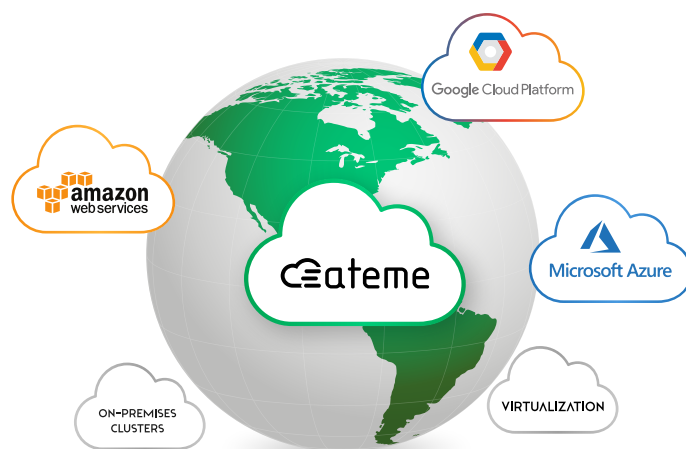 Google Cloud Platform
amazon
web services
ateme
Microsoft Azure
ON-PREMISES
CLUSTERS
VIRTUALIZATION